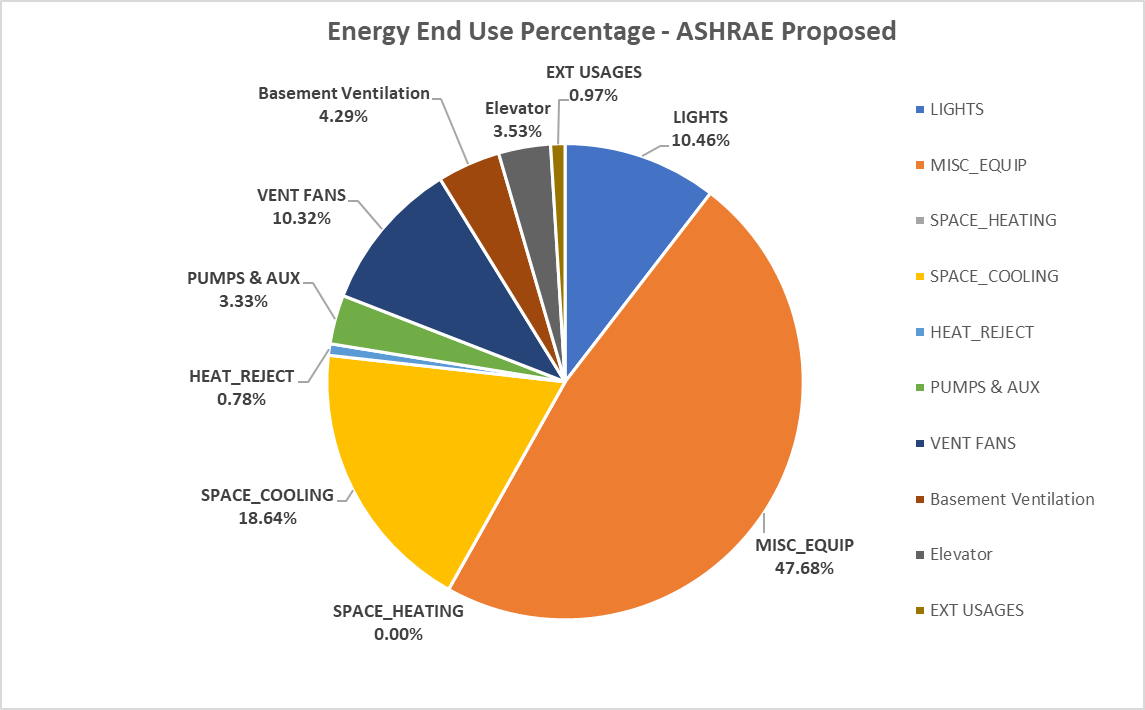 Energy End Use Percentage - ASHRAE Proposed
EXT USAGES
0.97%
LIGHTS
10.46%
MISC_EQUIP
47.68%
SPACE_HEATING
0.00%
SPACE_COOLING
18.64%
HEAT_REJECT
0.78%
PUMPS & AUX
3.33%
VENT FANS
10.32%
Basement Ventilation
4.29%
Elevator
3.53%
LIGHTS
MISC_EQUIP
SPACE_HEATING
SPACE_COOLING
HEAT_REJECT
PUMPS & AUX
VENT FANS
Basement Ventilation
Elevator
EXT USAGES